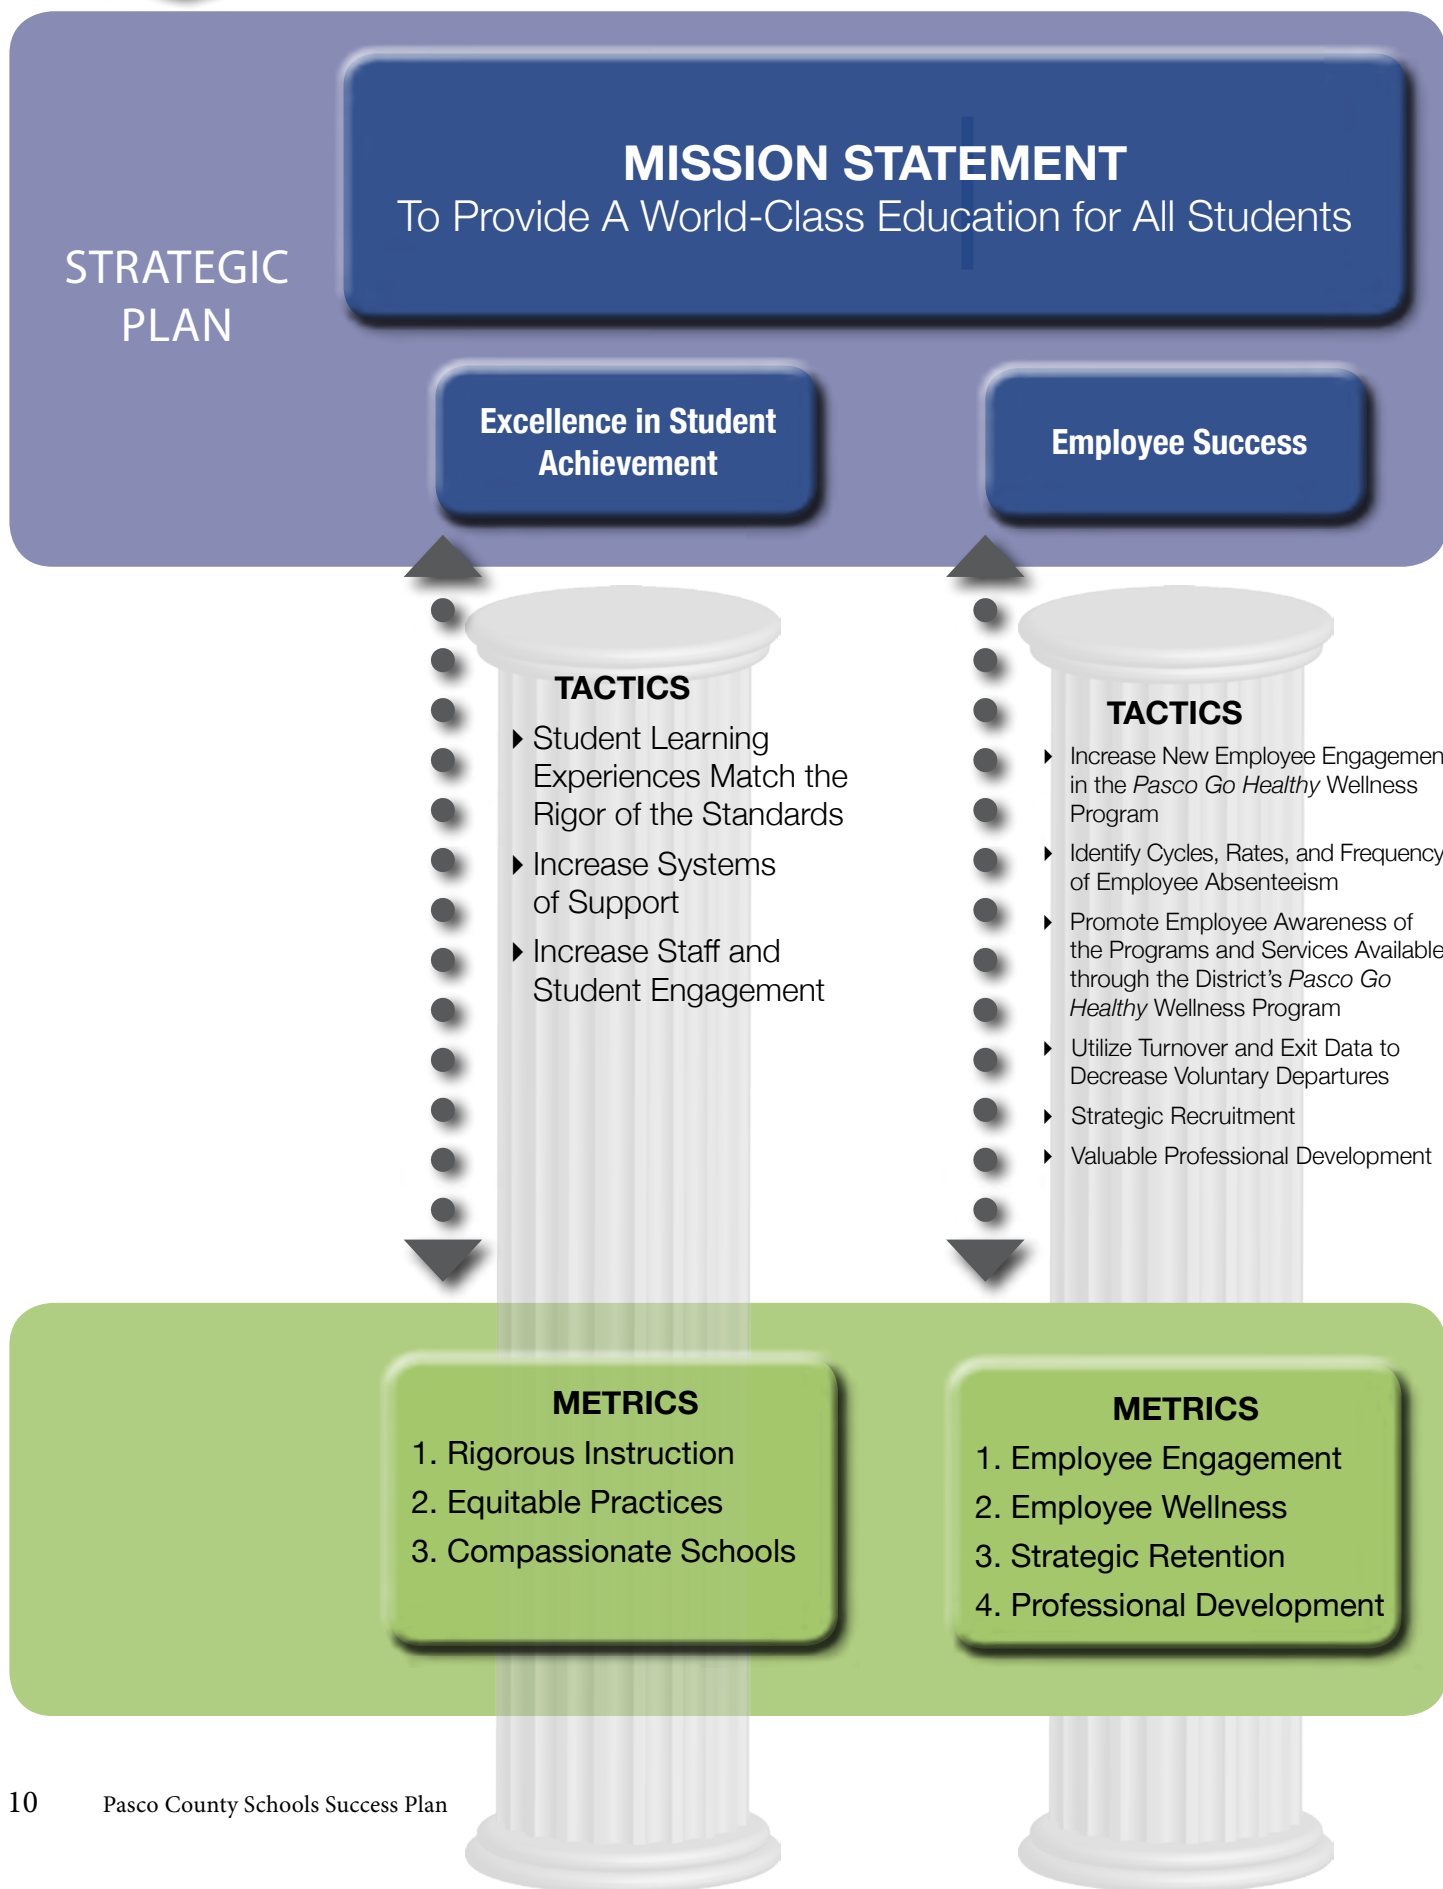 STRATEGIC
PLAN
MISSION STATEMENT
To Provide A World-Class Education for All Students
Excellence in Student
Achievement
Employee Success
TACTICS
▸ Student Learning
Experiences Match the
Rigor of the Standards
▸ Increase Systems
of Support
▸ Increase Staff and
Student Engagement
TACTICS
▸ Increase New Employee Engagemen
in the Pasco Go Healthy Wellness
Program
▸ Identify Cycles, Rates, and Frequency
of Employee Absenteeism
▸ Promote Employee Awareness of
the Programs and Services Available
through the District's Pasco Go
Healthy Wellness Program
▸ Utilize Turnover and Exit Data to
Decrease Voluntary Departures
▸ Strategic Recruitment
▸ Valuable Professional Development
METRICS
1. Rigorous Instruction
2. Equitable Practices
3. Compassionate Schools
METRICS
1. Employee Engagement
2. Employee Wellness
3. Strategic Retention
4. Professional Development
10 Pasco County Schools Success Plan